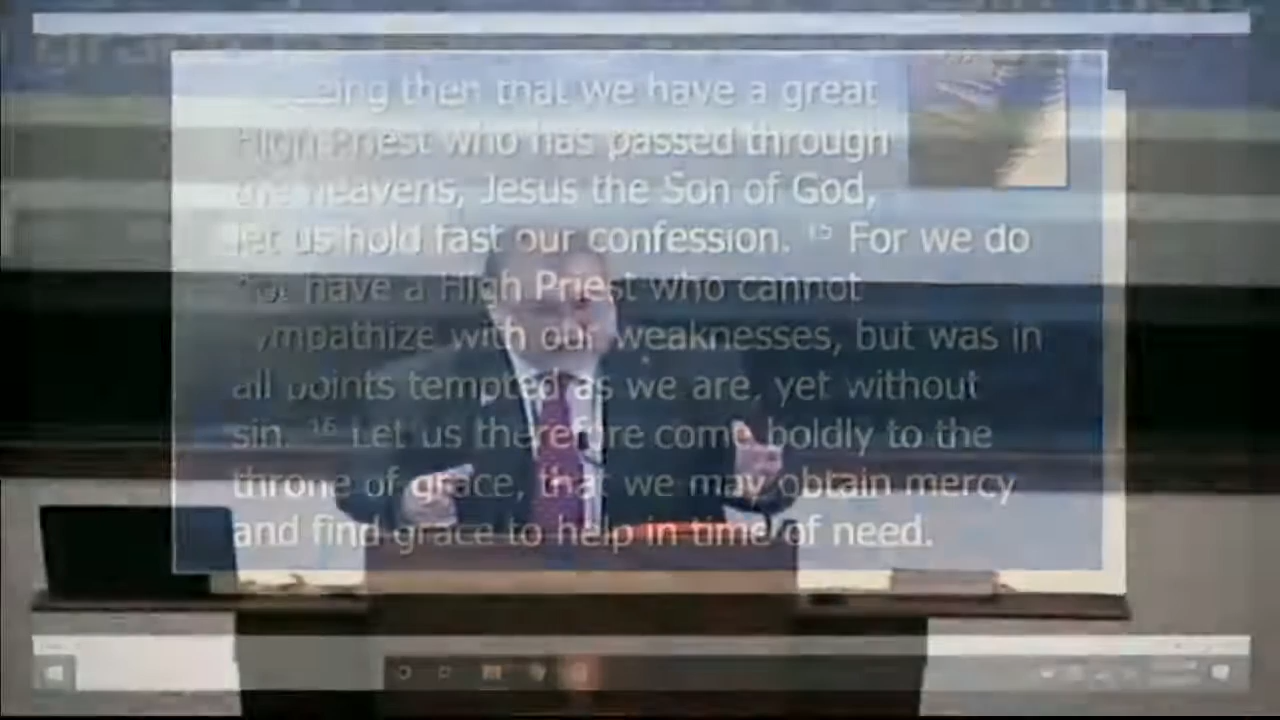 then that we have a great
High Priest who has passed through
the heavens, Jesus the Son of God,
let us hold fast our confession. 15 For we do
not have a High Priest who cannot
sympathize with our weaknesses, but was in
all points tempted as we are, yet without
sin. 16 Let us therefore come boldly to the
throne of grace, that we may obtain mercy
and find grace to help in time of need.